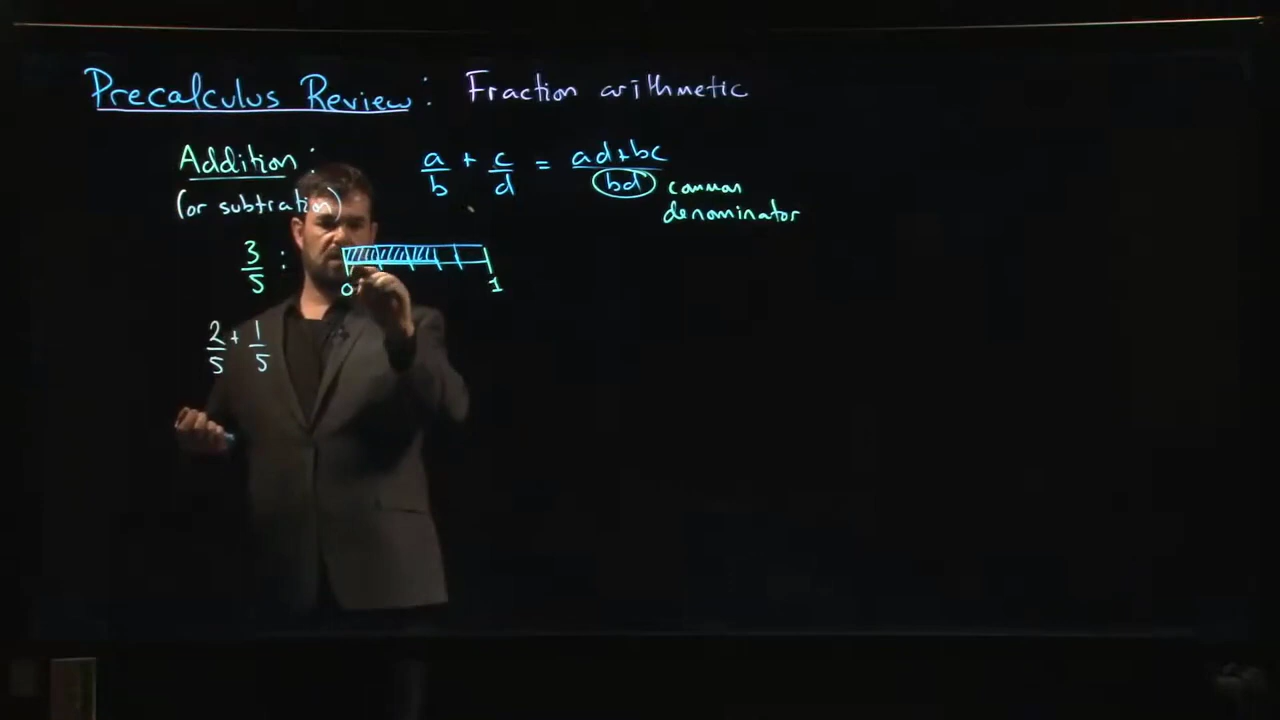 Precalculus Review: Fraction arithmetic
Addition: a/b + c/d = ad+bc/bd common
(or subtration) denominator
3/5 :
0 1
2/5 + 1/5